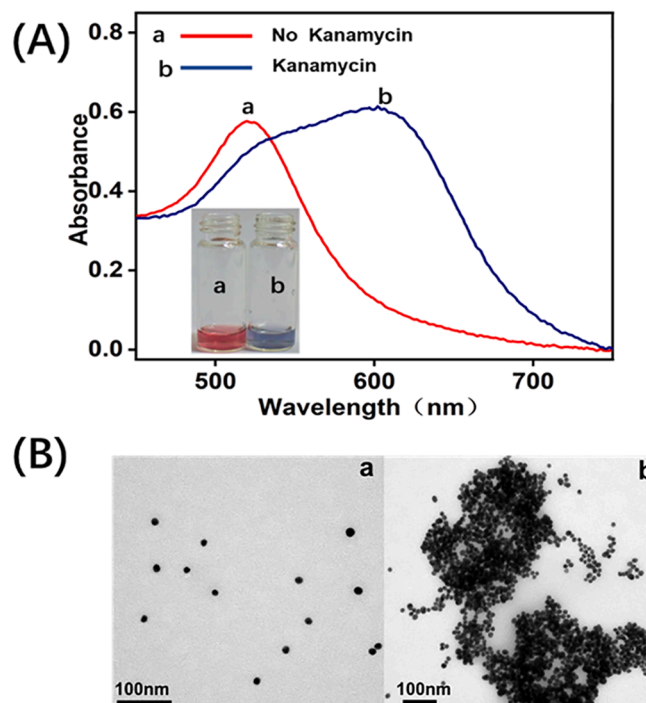 (A)
0.8
a No Kanamycin
b Kanamycin
a
b
0.6
0.4
0.2
0.0
Absorbance
a
b
500
600
700
Wavelength（nm）
(B)
a
b
100nm
100nm